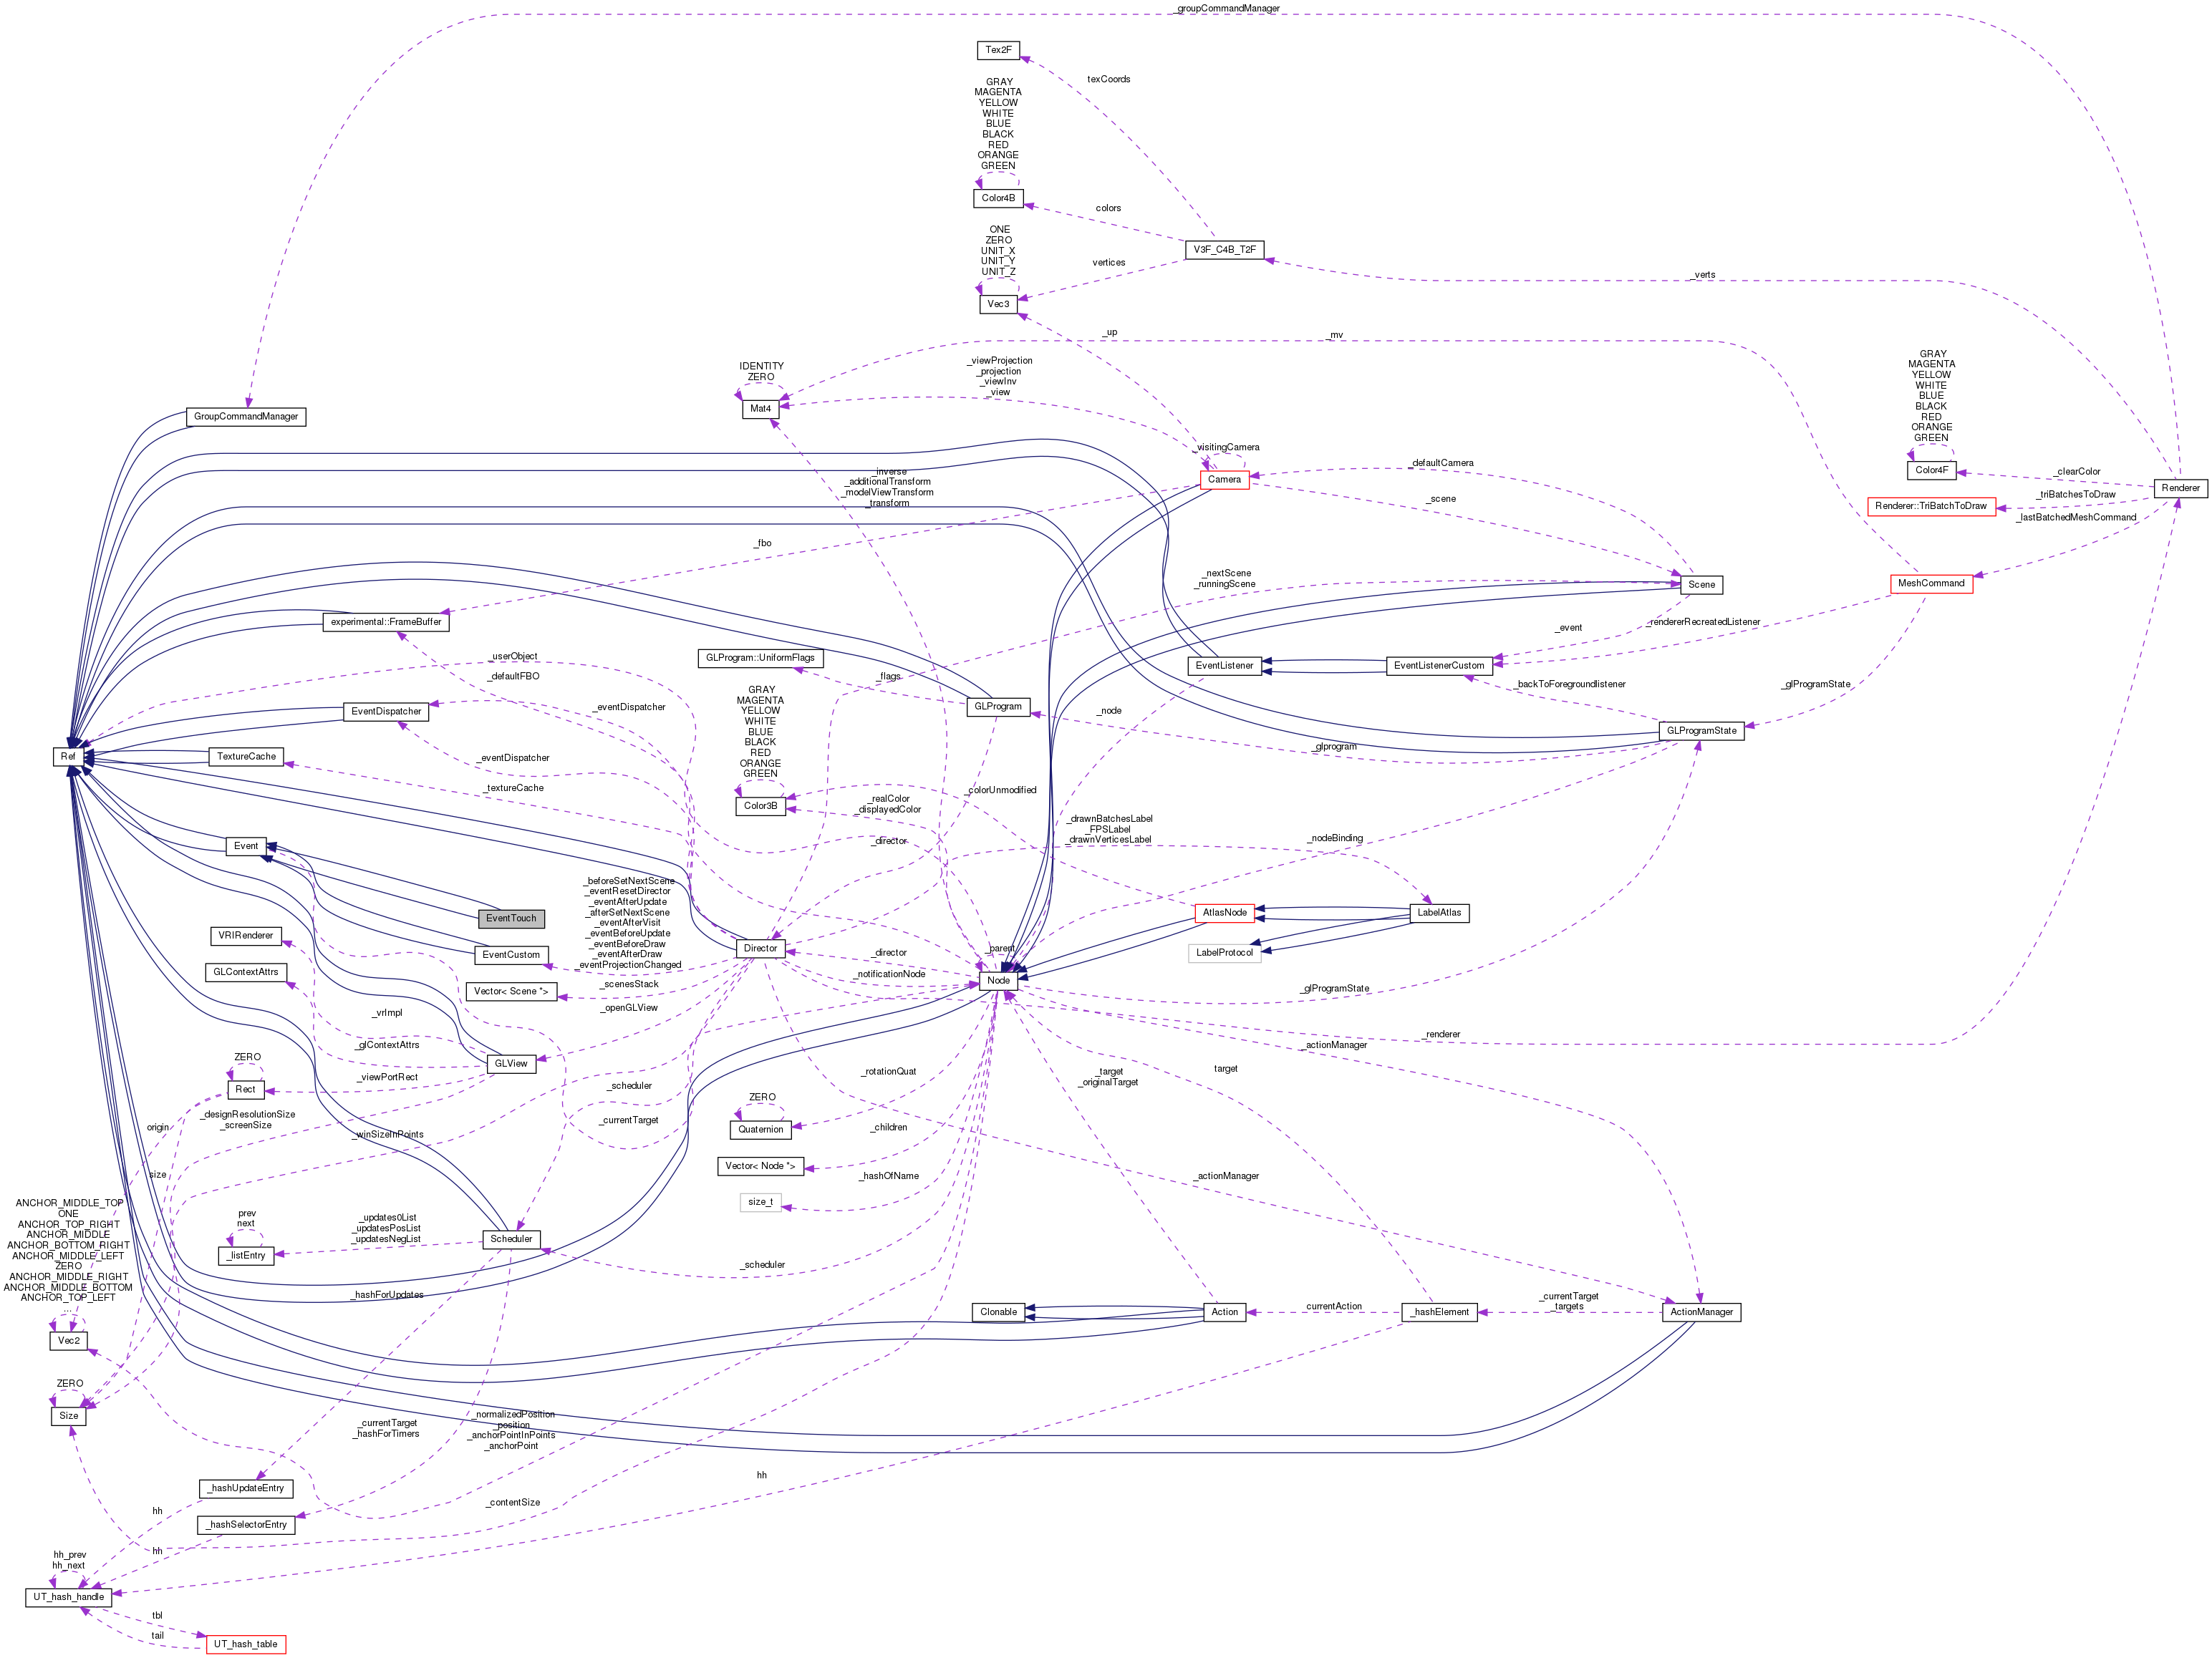 _groupCommandManager
Tex2F
texCoords
GRAY
MAGENTA
YELLOW
WHITE
BLUE
BLACK
RED
ORANGE
GREEN
Color4B
colors
V3F_C4B_T2F
ONE
ZERO
UNIT_X
UNIT_Y
UNIT_Z
vertices
_verts
Vec3
_up
_mv
_viewProjection
_projection
_viewInv
_view
IDENTITY
ZERO
Mat4
GRAY
MAGENTA
YELLOW
WHITE
BLUE
BLACK
RED
ORANGE
GREEN
GroupCommandManager
_visitingCamera
_defaultCamera
Color4F
_clearColor
Camera
Renderer
_inverse
_additionalTransform
_modelViewTransform
_transform
_scene
_triBatchesToDraw
Renderer::TriBatchToDraw
_lastBatchedMeshCommand
_fbo
_nextScene
_runningScene
Scene
MeshCommand
experimental::FrameBuffer
_event
_rendererRecreatedListener
_userObject
_defaultFBO
GLProgram::UniformFlags
_flags
EventListener
EventListenerCustom
_backToForegroundlistener
_glProgramState
GRAY
MAGENTA
YELLOW
WHITE
BLUE
BLACK
RED
ORANGE
GREEN
GLProgram
EventDispatcher
_eventDispatcher
_node
GLProgramState
Ref
TextureCache
_eventDispatcher
_glprogram
_textureCache
Color3B
_realColor
_displayedColor
_colorUnmodified
_drawnBatchesLabel
_FPSLabel
_drawnVerticesLabel
_nodeBinding
Event
_director
_beforeSetNextScene
_eventResetDirector
_eventAfterUpdate
_afterSetNextScene
_eventAfterVisit
_eventBeforeUpdate
_eventBeforeDraw
_eventAfterDraw
_eventProjectionChanged
EventTouch
AtlasNode
LabelAtlas
VRIRenderer
EventCustom
Director
_parent
LabelProtocol
GLContextAttrs
_director
_notificationNode
Node
Vector< Scene *>
_scenesStack
_glProgramState
_vrImpl
_openGLView
_renderer
_glContextAttrs
_actionManager
ZERO
GLView
_viewPortRect
Rect
_scheduler
_rotationQuat
_target
_originalTarget
target
ZERO
Quaternion
_designResolutionSize
_screenSize
origin
_currentTarget
_children
_winSizeInPoints
Vector< Node *>
size
_hashOfName
_actionManager
size_t
ANCHOR_MIDDLE_TOP
ONE
ANCHOR_TOP_RIGHT
ANCHOR_MIDDLE
ANCHOR_BOTTOM_RIGHT
ANCHOR_MIDDLE_LEFT
ZERO
ANCHOR_MIDDLE_RIGHT
ANCHOR_MIDDLE_BOTTOM
ANCHOR_TOP_LEFT
...
prev
next
_updates0List
_updatesPosList
_updatesNegList
Scheduler
_listEntry
_scheduler
_hashForUpdates
Clonable
Action
currentAction
_hashElement
_currentTarget
_targets
ActionManager
Vec2
ZERO
Size
_currentTarget
_hashForTimers
_normalizedPosition
_position
_anchorPointInPoints
_anchorPoint
hh
_hashUpdateEntry
_contentSize
hh
_hashSelectorEntry
hh
hh_prev
hh_next
UT_hash_handle
tbl
tail
UT_hash_table